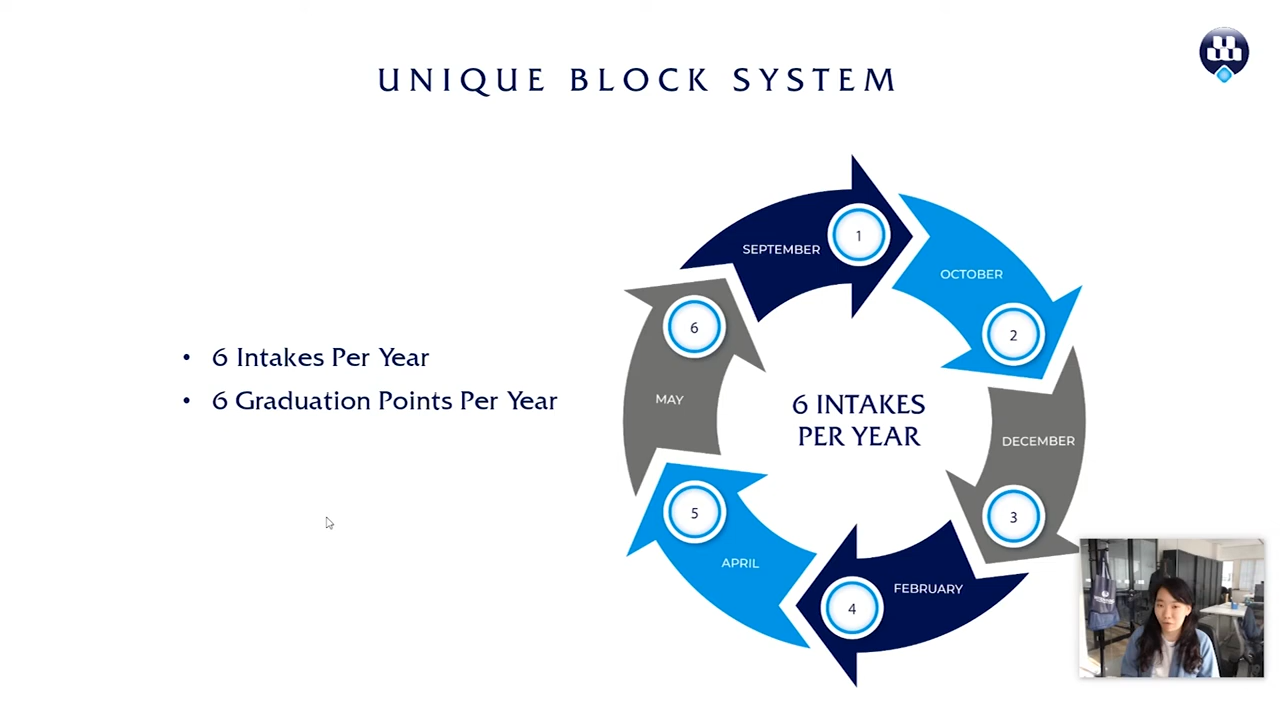 UNIQUE BLOCK SYSTEM
6 Intakes Per Year
6 Graduation Points Per Year
6 INTAKES
PER YEAR
SEPTEMBER
1
OCTOBER
2
DECEMBER
3
FEBRUARY
4
APRIL
5
MAY
6